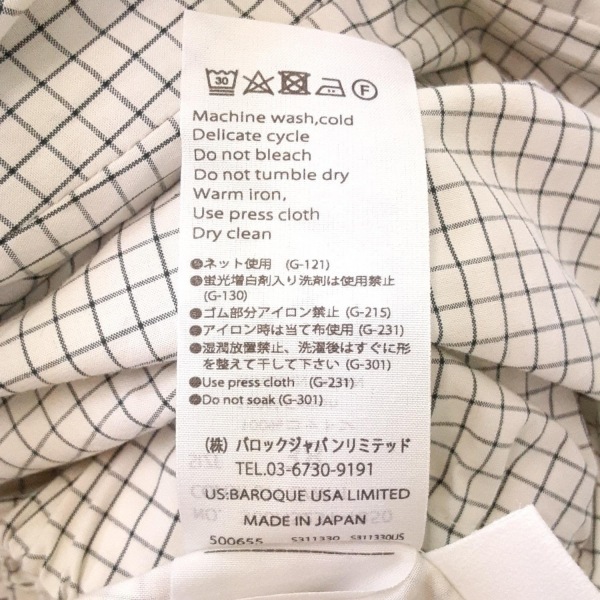 30
F
Machine wash,cold
Delicate cycle
Do not bleach
Do not tumble dry
Warm iron,
Use press cloth
Dry clean
●ネット使用 (G-121)
●蛍光増白剤入り洗剤は使用禁止
(G-130)
●ゴム部分アイロン禁止 (G-215)
●アイロン時は当て布使用 (G-231)
●湿潤放置禁止、洗濯後はすぐに形
を整えて干して下さい (G-301)
●Use press cloth (G-231)
●Do not soak (G-301)
(株) バロックジャパンリミテッド
TEL.03-6730-9191
US:BAROQUE USA LIMITED
MADE IN JAPAN
500655 S311330 S311330US